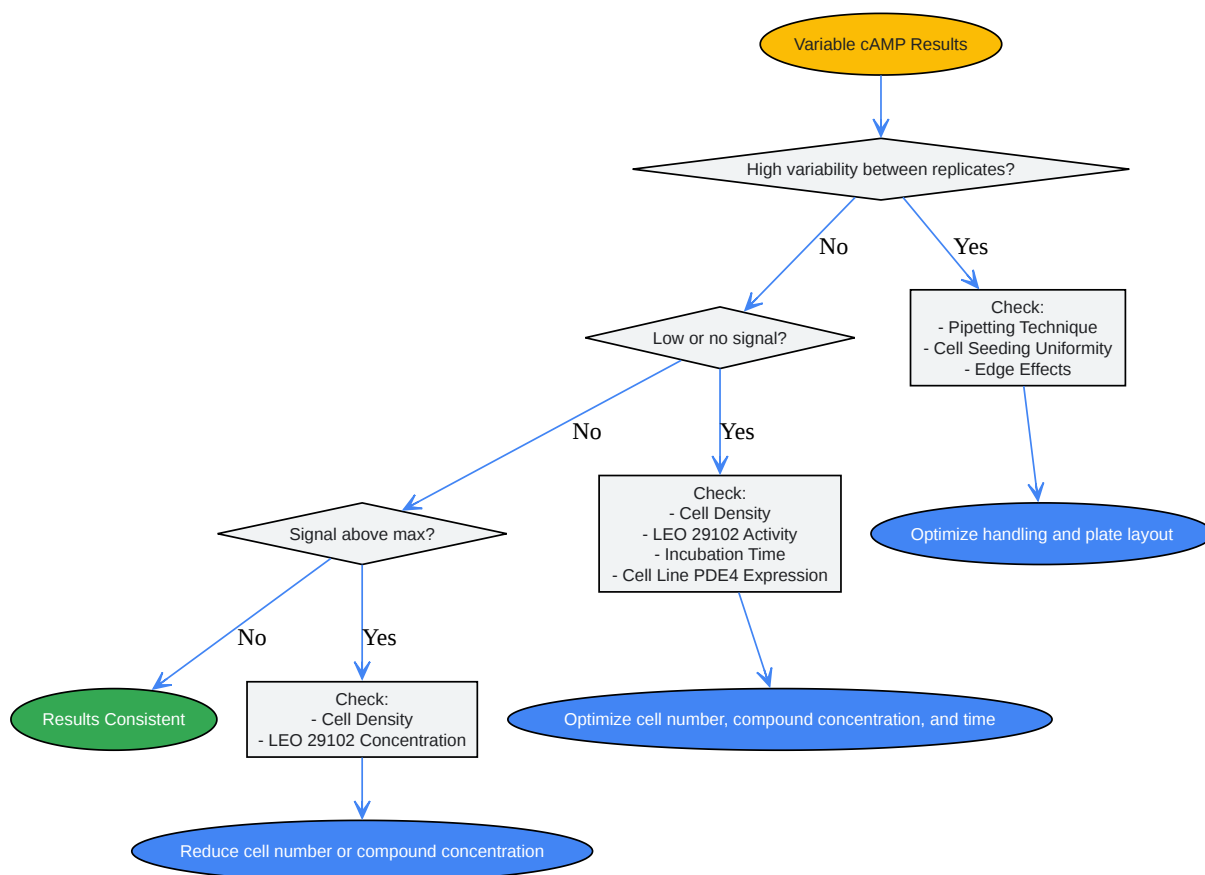 Variable cAMP Results
High variability between replicates?
No
Yes
Check:
- Pipetting Technique
- Cell Seeding Uniformity
- Edge Effects
Low or no signal?
No
Yes
Check:
- Cell Density
- LEO 29102 Activity
- Incubation Time
- Cell Line PDE4 Expression
Optimize handling and plate layout
Signal above max?
No
Yes
Results Consistent
Check:
- Cell Density
- LEO 29102 Concentration
Optimize cell number, compound concentration, and time
Reduce cell number or compound concentration